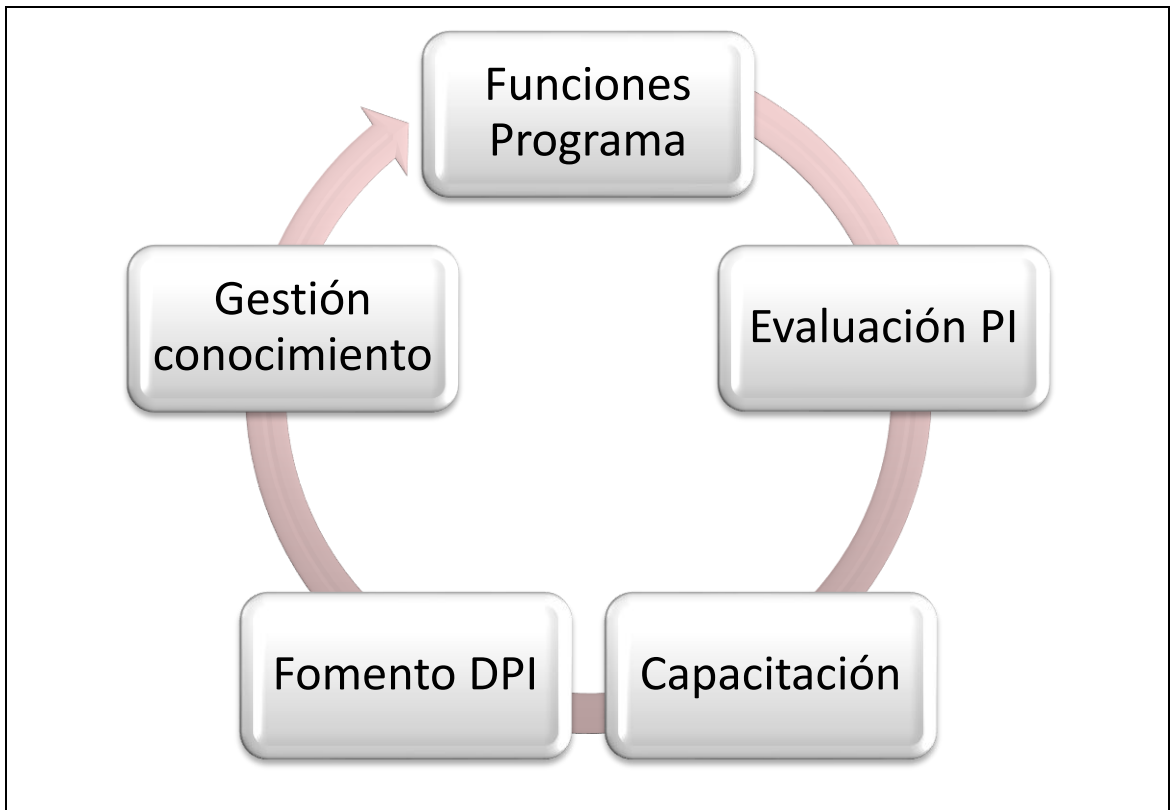 Funciones
Programa
Evaluación PI
Capacitación
Fomento DPI
Gestión
conocimiento